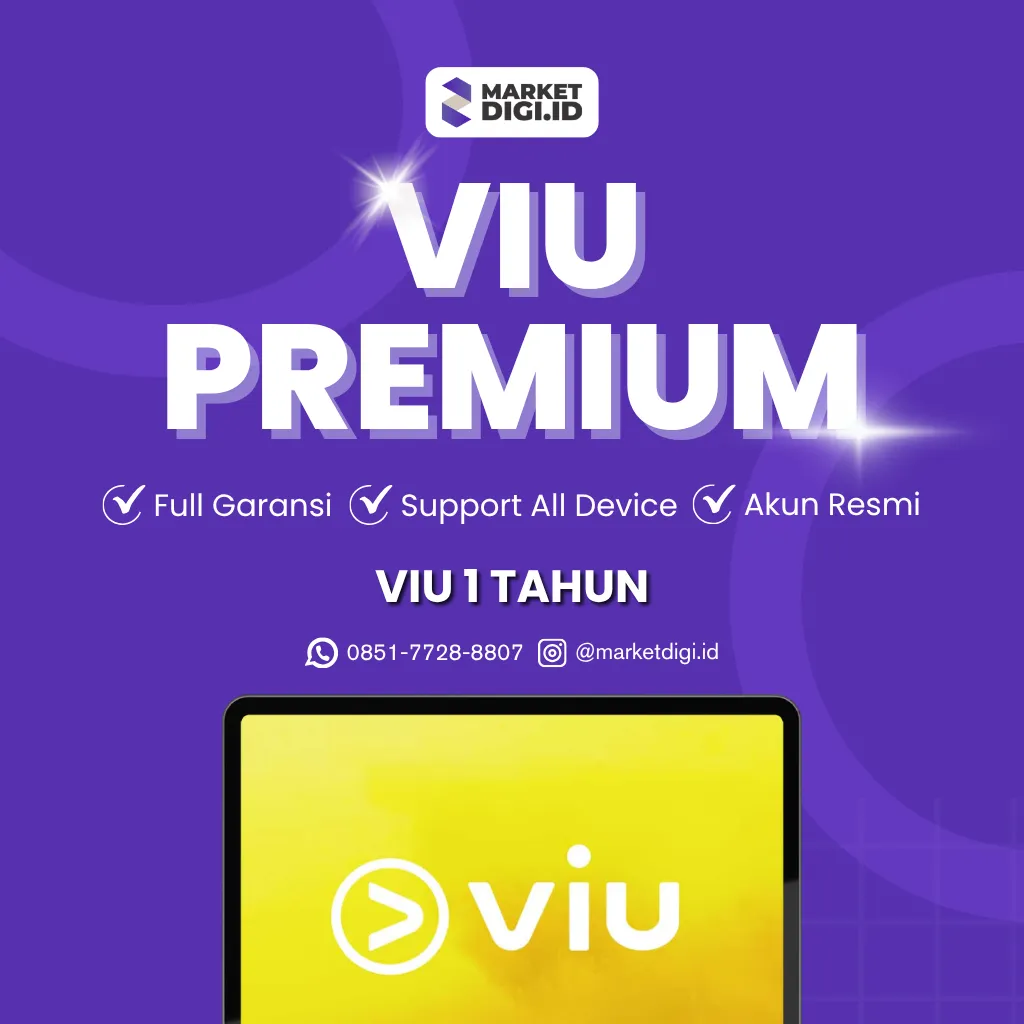 MARKET
DIGI.ID
VIU
PREMIUM
Full Garansi Support All Device Akun Resmi
VIU 1 TAHUN
0851-7728-8807 @marketdigi.id
viu